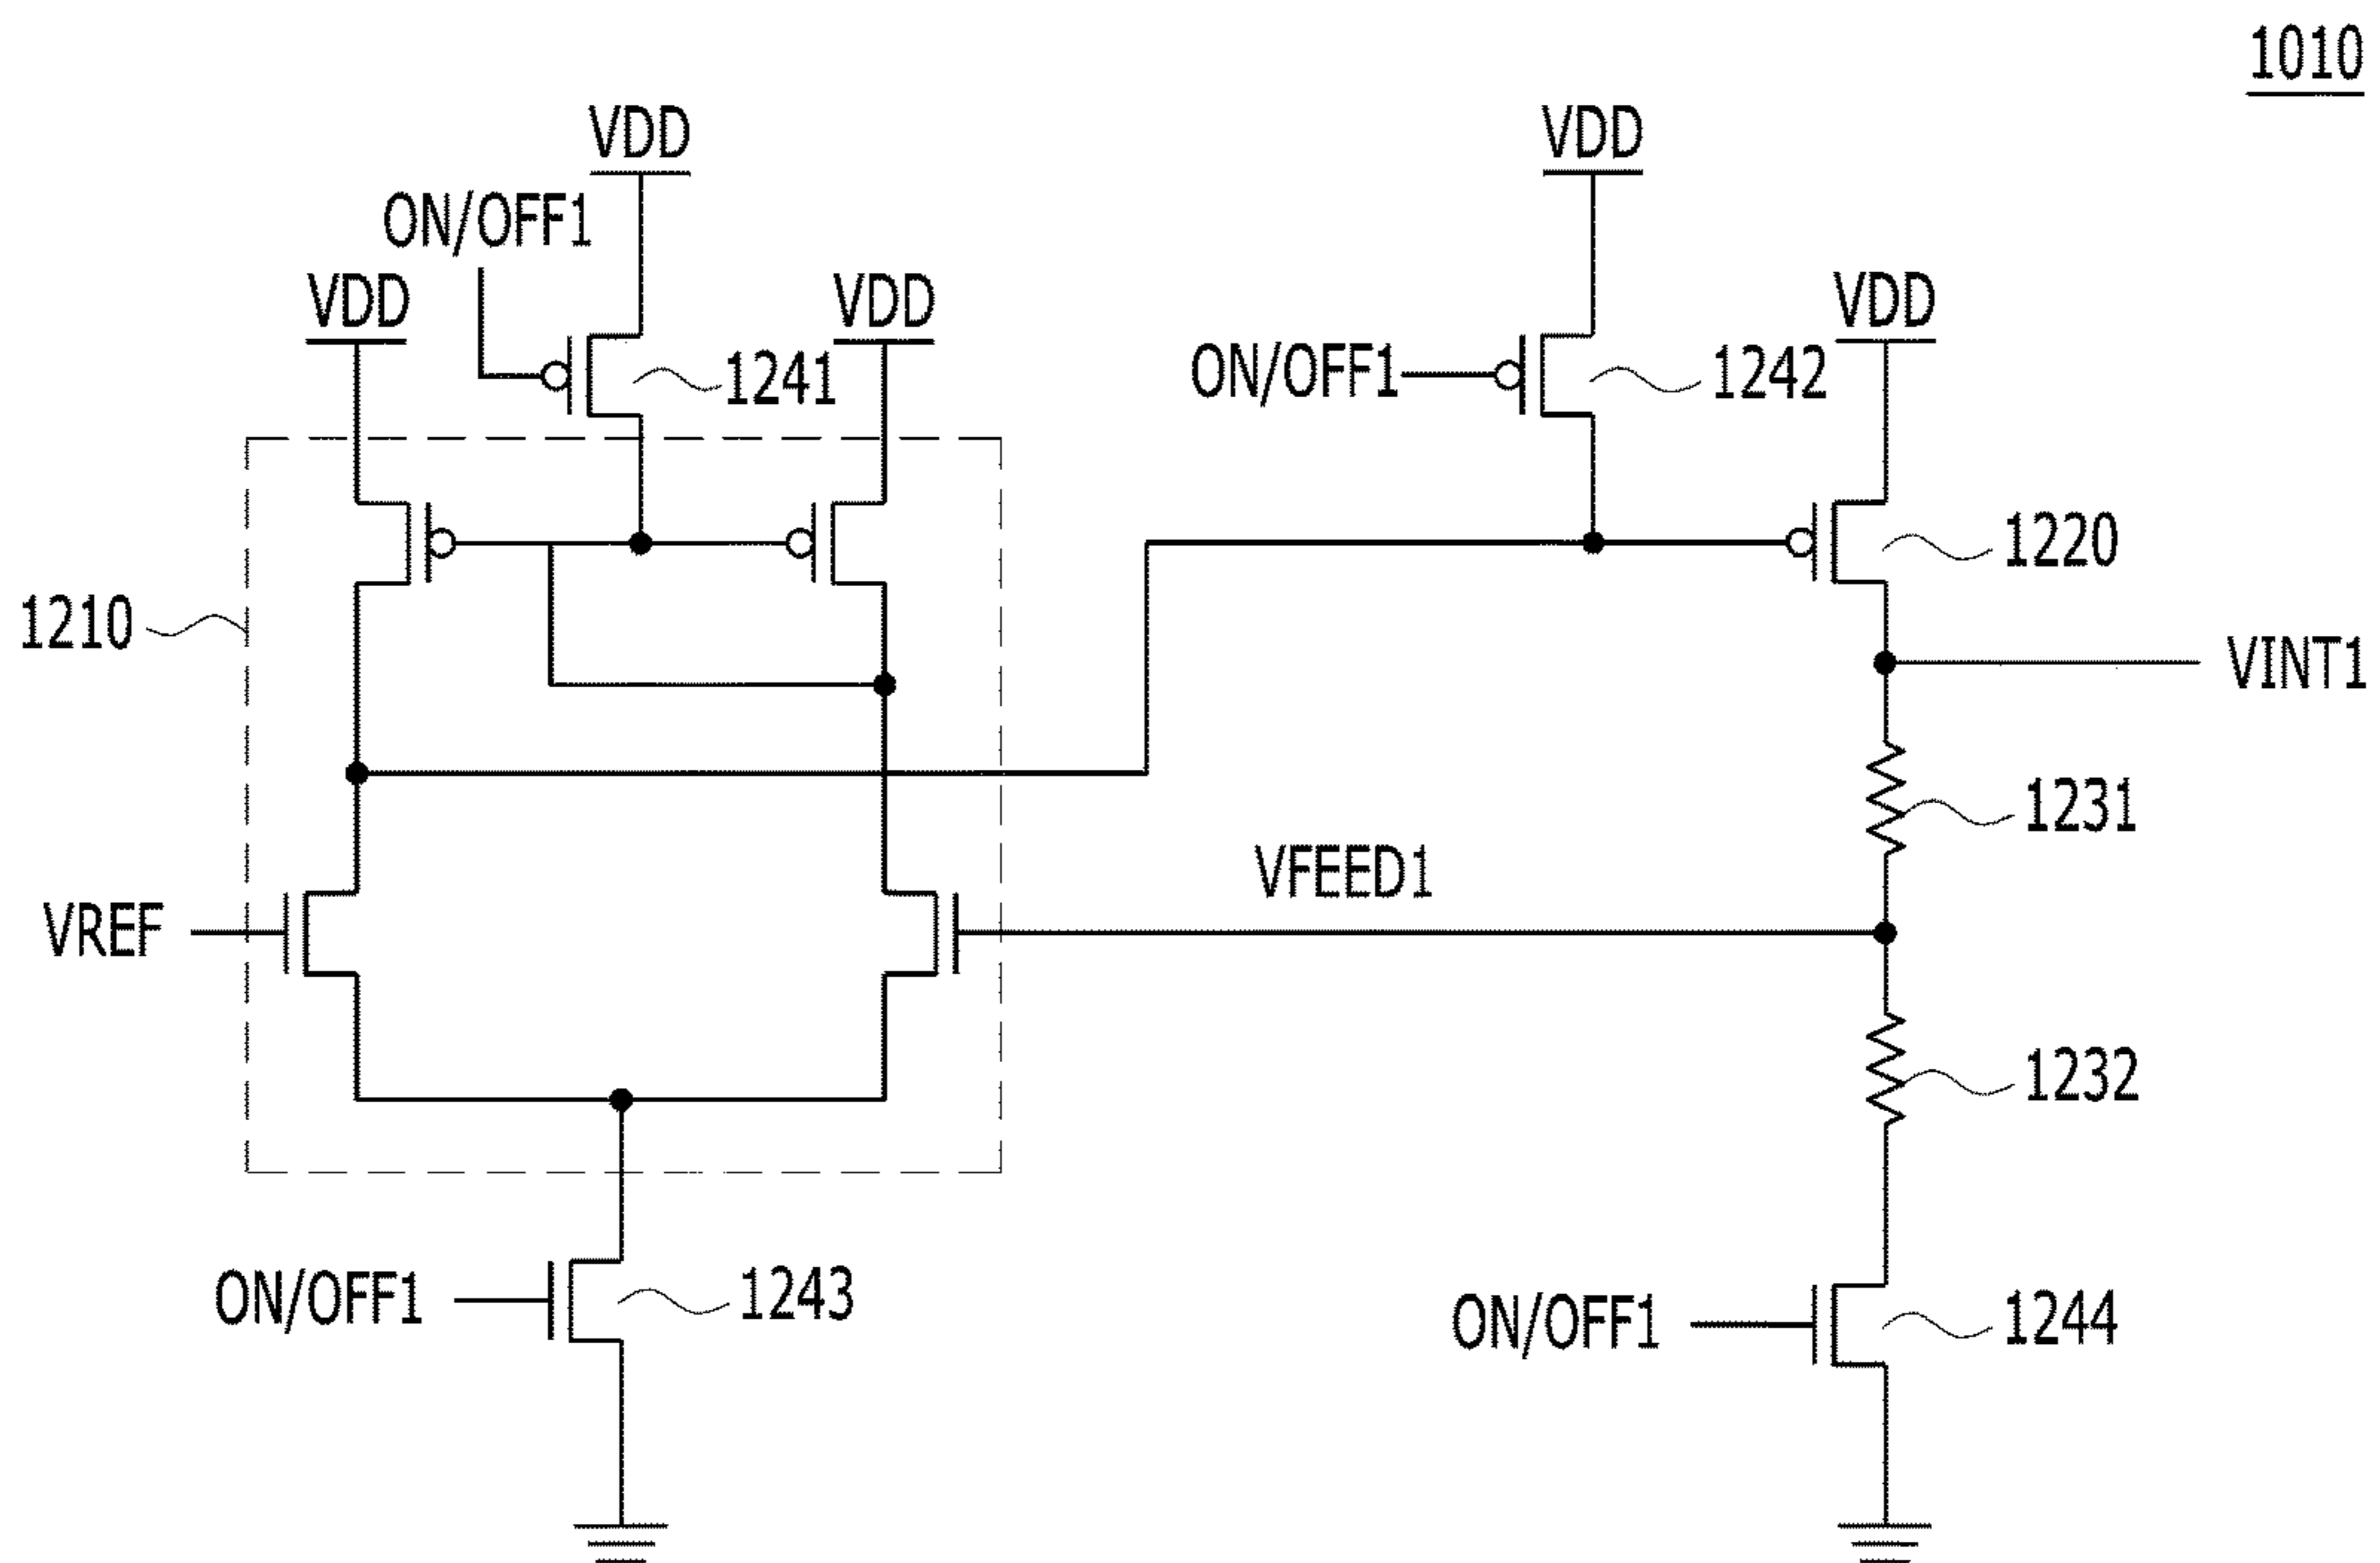 1010
VDD
VDD
ON/OFF1
VDD
VDD
VDD
1241
ON/OFF1
1242
1220
1210
VINT1
1231
VFEED1
VREF
1232
ON/OFF1
1243
ON/OFF1
1244